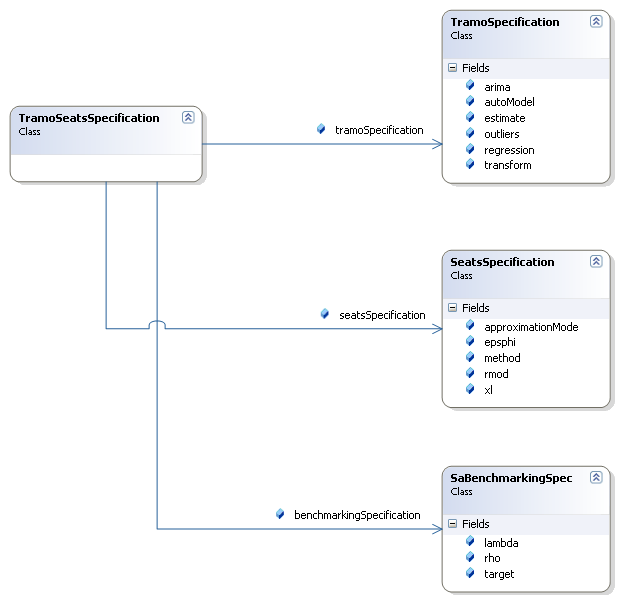 TramoSpecification
Class
Fields
arima
autoModel
estimate
outliers
regression
transform
TramoSeatsSpecification
Class
tramoSpecification
SeatsSpecification
Class
Fields
approximationMode
epsphi
method
rmod
xl
seatsSpecification
SaBenchmarkingSpec
Class
Fields
lambda
rho
target
benchmarkingSpecification